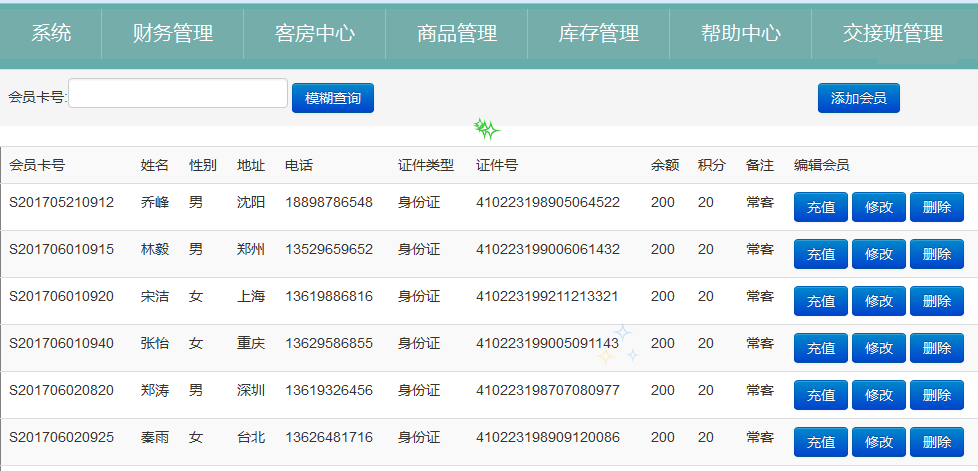 系统 财务管理 客房中心 商品管理 库存管理 帮助中心 交接班管理
会员卡号: 模糊查询 添加会员
会员卡号 姓名 性别 地址 电话 证件类型 证件号 余额 积分 备注 编辑会员
S201705210912 乔峰 男 沈阳 18898786548 身份证 410223198905064522 200 20 常客 充值 修改 删除
S201706010915 林毅 男 郑州 13529659652 身份证 410223199006061432 200 20 常客 充值 修改 删除
S201706010920 宋洁 女 上海 13619886816 身份证 410223199211213321 200 20 常客 充值 修改 删除
S201706010940 张怡 女 重庆 13629586855 身份证 410223199005091143 200 20 常客 充值 修改 删除
S201706020820 郑涛 男 深圳 13619326456 身份证 410223198707080977 200 20 常客 充值 修改 删除
S201706020925 秦雨 女 台北 13626481716 身份证 410223198909120086 200 20 常客 充值 修改 删除